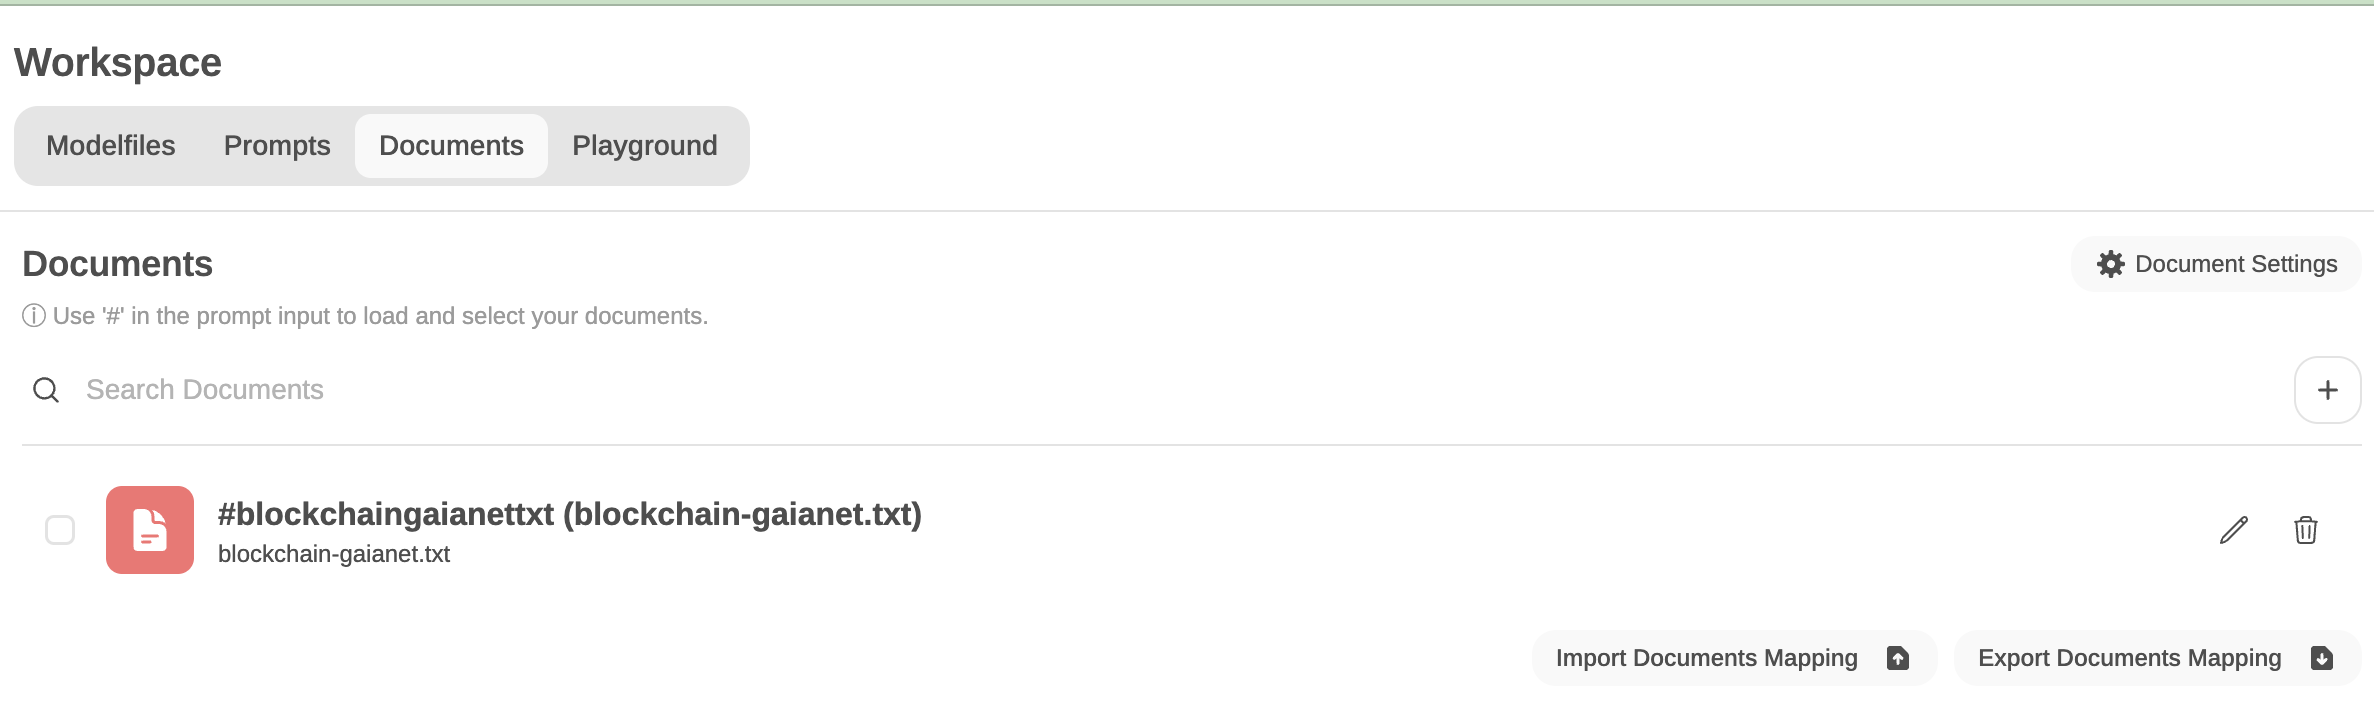 Workspace
Modelfiles Prompts Documents Playground
Documents
Document Settings
Use '#' in the prompt input to load and select your documents.
Search Documents
#blockchaingaianettxt (blockchain-gaianet.txt)
blockchain-gaianet.txt
Import Documents Mapping Export Documents Mapping